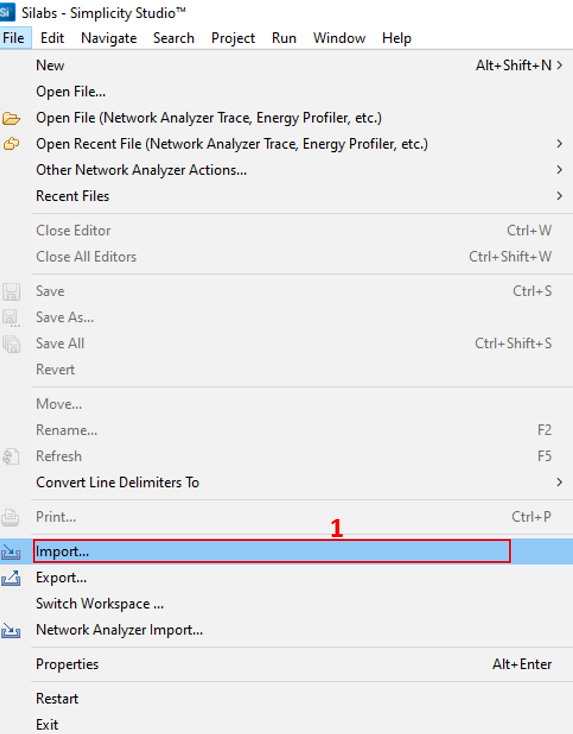 Si Silabs - Simplicity Studio™
File Edit Navigate Search Project Run Window Help
New Alt+Shift+N >
Open File...
Open File (Network Analyzer Trace, Energy Profiler, etc.)
Open Recent File (Network Analyzer Trace, Energy Profiler, etc.) >
Other Network Analyzer Actions... >
Recent Files >
Close Editor Ctrl+W
Close All Editors Ctrl+Shift+W
Save Ctrl+S
Save As...
Save All Ctrl+Shift+S
Revert
Move...
Rename... F2
Refresh F5
Convert Line Delimiters To >
Print... Ctrl+P
1
Import...
Export...
Switch Workspace ...
Network Analyzer Import...
Properties Alt+Enter
Restart
Exit